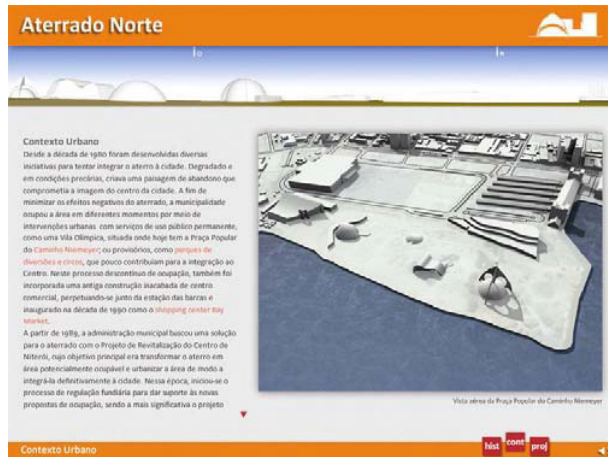 Aterrado Norte
Contexto Urbano
Desde a década de 1980 foram desenvolvidas diversas
iniciativas para tentar integrar o aterro à cidade. Degradado e
em condições precárias, criava uma paisagem de abandono que
comprometia a imagem do centro da cidade. A fim de
minimizar os efeitos negativos do aterrado, a municipalidade
ocupou a área em diferentes momentos por meio de
intervenções urbanas com serviços de uso público permanente,
como uma Vila Olímpica, situada onde hoje tem a Praça Popular
do Caminho Niemeyer; ou provisórios, como parques de
diversões e circos, que pouco contribuíam para a integração ao
Centro. Neste processo descontínuo de ocupação, também foi
incorporada uma antiga construção inacabada de centro
comercial, perpetuando-se junto da estação das barcas e
inaugurado na década de 1990 como o shopping center Bay
Market.
A partir de 1989, a administração municipal buscou uma solução
para o aterrado com o Projeto de Revitalização do Centro de
Niterói, cujo objetivo principal era transformar o aterro em
área potencialmente ocupável e urbanizar a área de modo a
integrá-la definitivamente à cidade. Nessa época, iniciou-se o
processo de regulação fundiária para dar suporte às novas
propostas de ocupação, sendo a mais significativa o projeto
Vista aérea da Praça Popular do Caminho Niemeyer
Contexto Urbano
hist cont proj